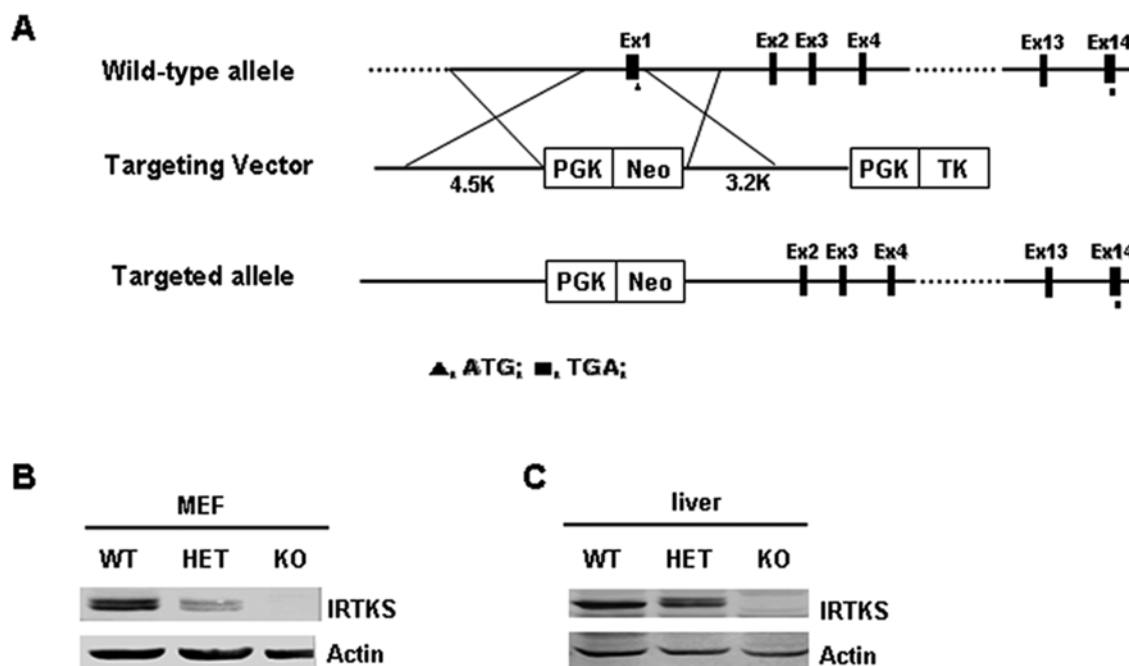 A
Ex1 Ex2 Ex3 Ex4 Ex13 Ex14
Wild-type allele
Targeting Vector PGK Neo PGK TK
4.5K 3.2K
Ex2 Ex3 Ex4 Ex13 Ex14
Targeted allele PGK Neo
▲, ATG; ■, TGA;
B
MEF
WT HET KO
IRTKS
Actin
C
liver
WT HET KO
IRTKS
Actin